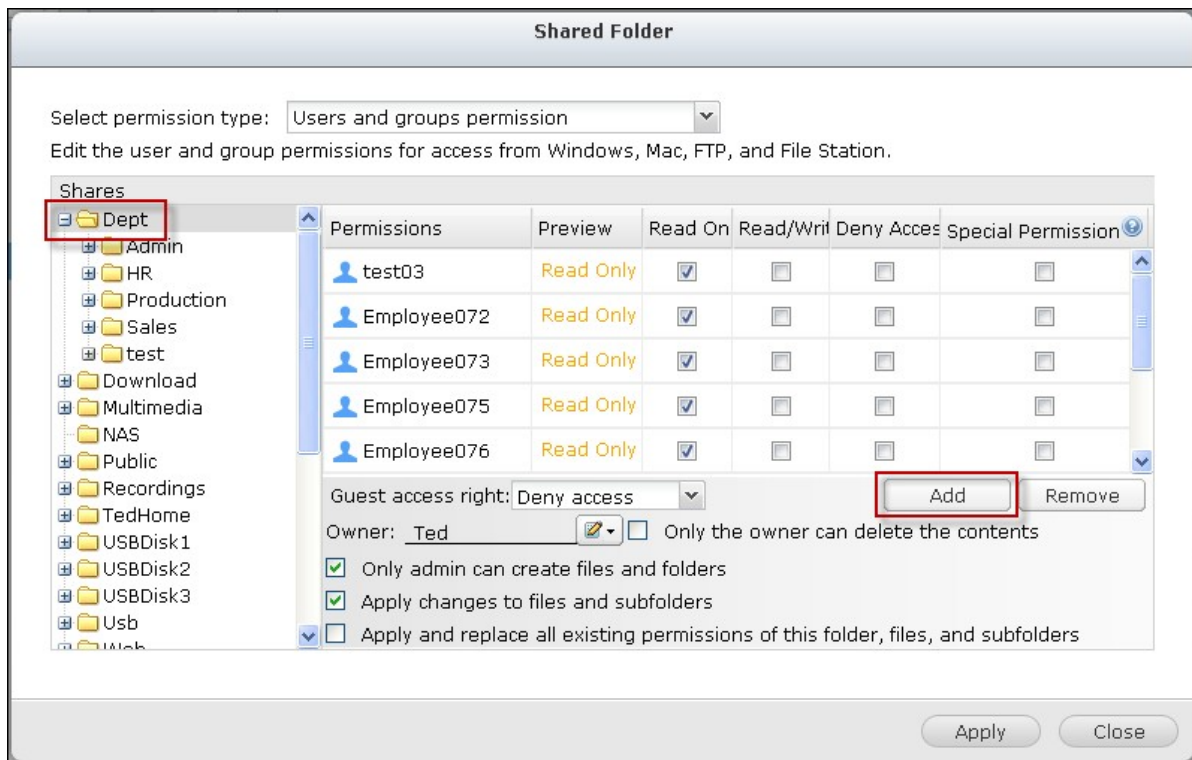 Shared Folder
Select permission type: Users and groups permission
Edit the user and group permissions for access from Windows, Mac, FTP, and File Station.
Shares
Dept
Admin
HR
Production
Sales
test
Download
Multimedia
NAS
Public
Recordings
TedHome
USBDisk1
USBDisk2
USBDisk3
Usb
Permissions Preview Read On Read/Writ Deny Acces Special Permission
test03 Read Only
Employee072 Read Only
Employee073 Read Only
Employee075 Read Only
Employee076 Read Only
Guest access right: Deny access Add Remove
Owner: Ted Only the owner can delete the contents
Only admin can create files and folders
Apply changes to files and subfolders
Apply and replace all existing permissions of this folder, files, and subfolders
Apply Close